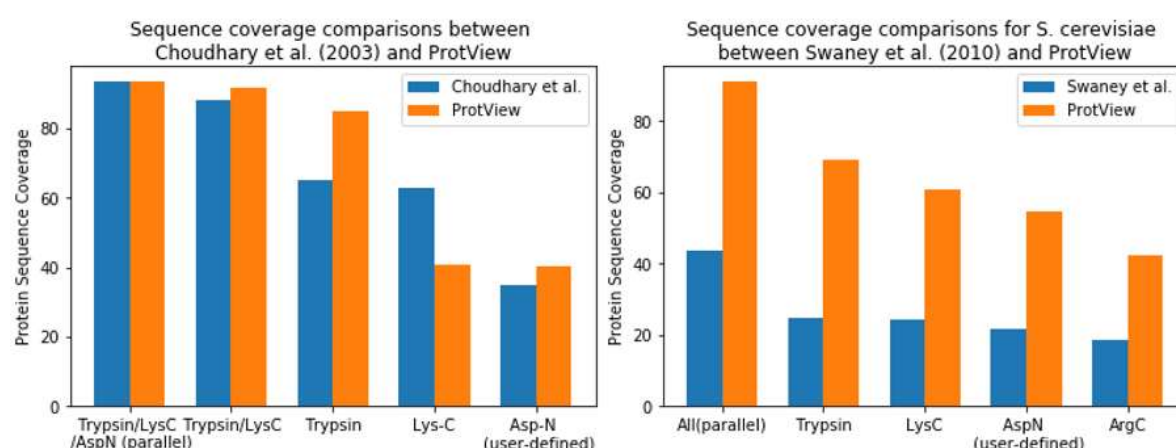 Sequence coverage comparisons between
Choudhary et al. (2003) and ProtView
Protein Sequence Coverage
80
60
40
20
0
Choudhary et al.
ProtView
Trypsin/LysC
/AspN (parallel)
Trypsin/LysC
Trypsin
Lys-C
Asp-N
(user-defined)
Sequence coverage comparisons for S. cerevisiae
between Swaney et al. (2010) and ProtView
Protein Sequence Coverage
80
60
40
20
0
Swaney et al.
ProtView
All(parallel)
Trypsin
LysC
AspN
(user-defined)
ArgC